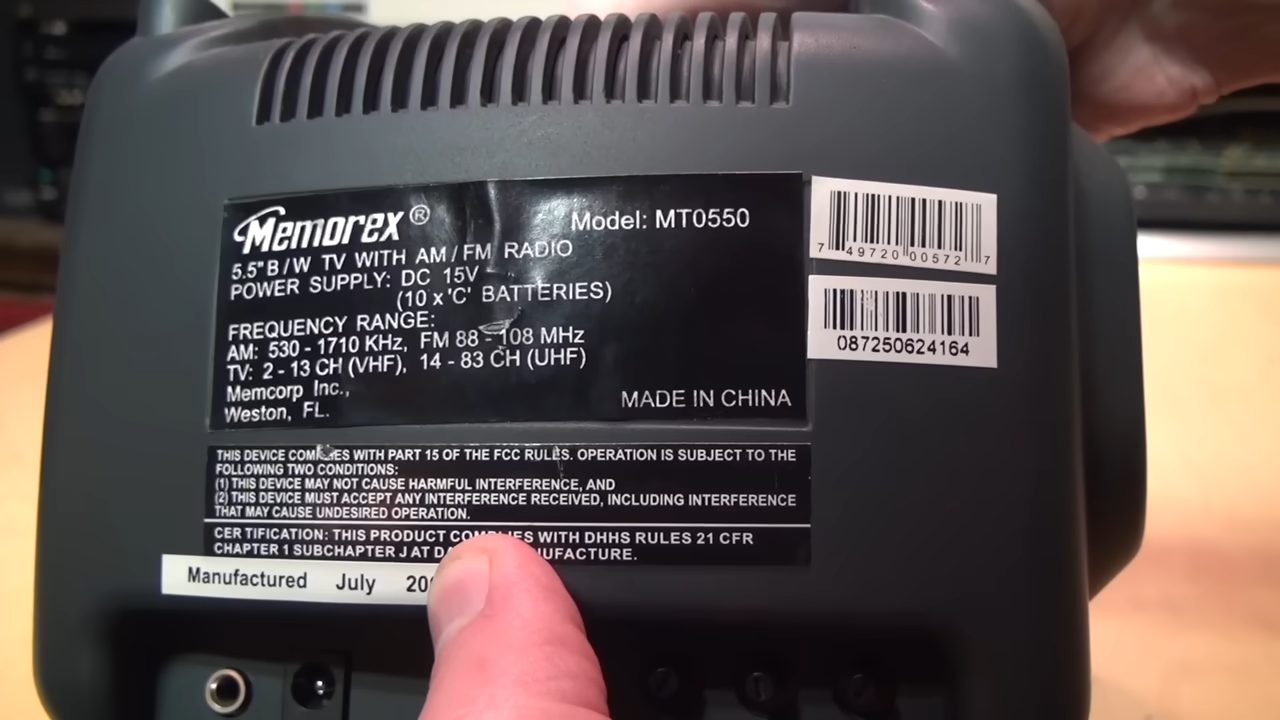 Memorex®
Model: MT0550
5.5" B/W TV WITH AM/FM RADIO
POWER SUPPLY: DC 15V
(10 x 'C' BATTERIES)
FREQUENCY RANGE:
AM: 530 - 1710 KHz, FM 88 - 108 MHz
TV: 2 - 13 CH (VHF), 14 - 83 CH (UHF)
Memcorp Inc.,
Weston, FL.
MADE IN CHINA
7 49720 00572 7
087250624164
THIS DEVICE COMPLIES WITH PART 15 OF THE FCC RULES. OPERATION IS SUBJECT TO THE
FOLLOWING TWO CONDITIONS:
(1) THIS DEVICE MAY NOT CAUSE HARMFUL INTERFERENCE, AND
(2) THIS DEVICE MUST ACCEPT ANY INTERFERENCE RECEIVED, INCLUDING INTERFERENCE
THAT MAY CAUSE UNDESIRED OPERATION.
CER TIFICATION: THIS PRODUCT COMPLIES WITH DHHS RULES 21 CFR
CHAPTER 1 SUBCHAPTER J AT
Manufactured July